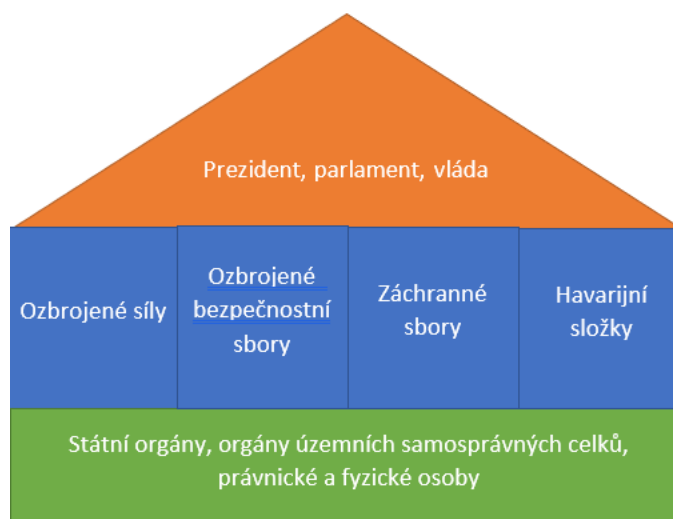 Prezident, parlament, vláda
Ozbrojené síly
Ozbrojené
bezpečnostní
sbory
Záchranné
sbory
Havarijní
složky
Státní orgány, orgány územních samosprávných celků,
právnické a fyzické osoby